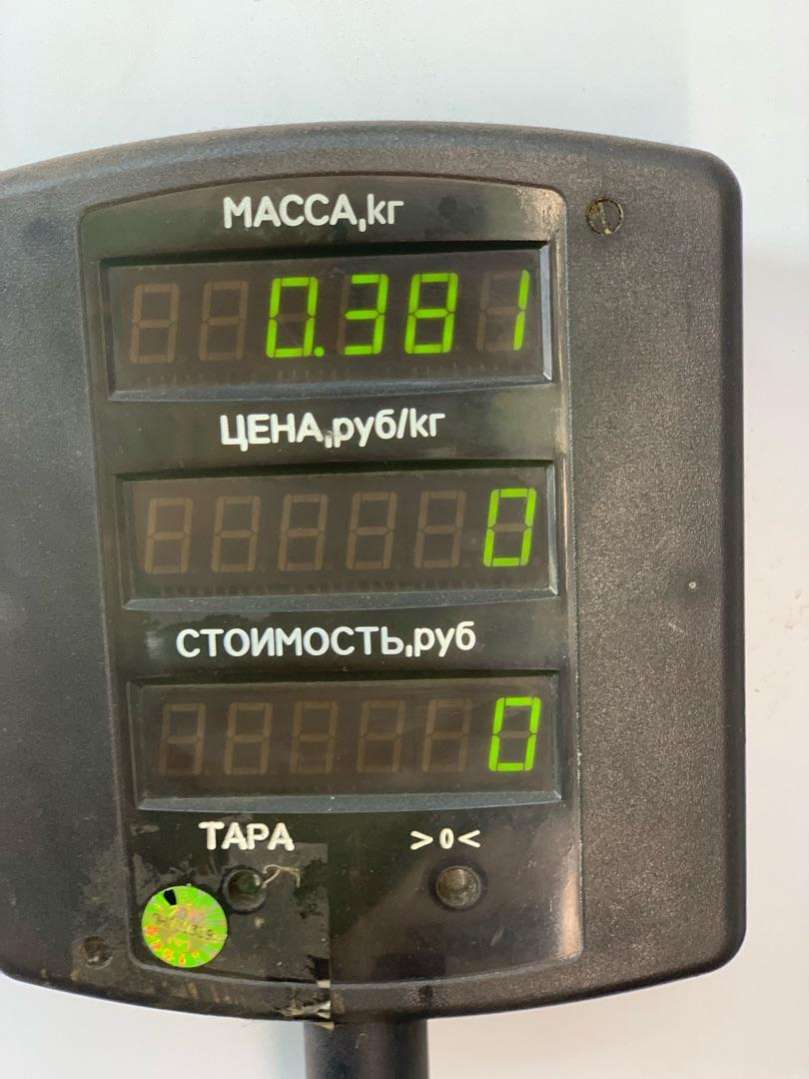 МАССА,кг
0.381
ЦЕНА,руб/кг
0
СТОИМОСТЬ,руб
0
ТАРА >0<